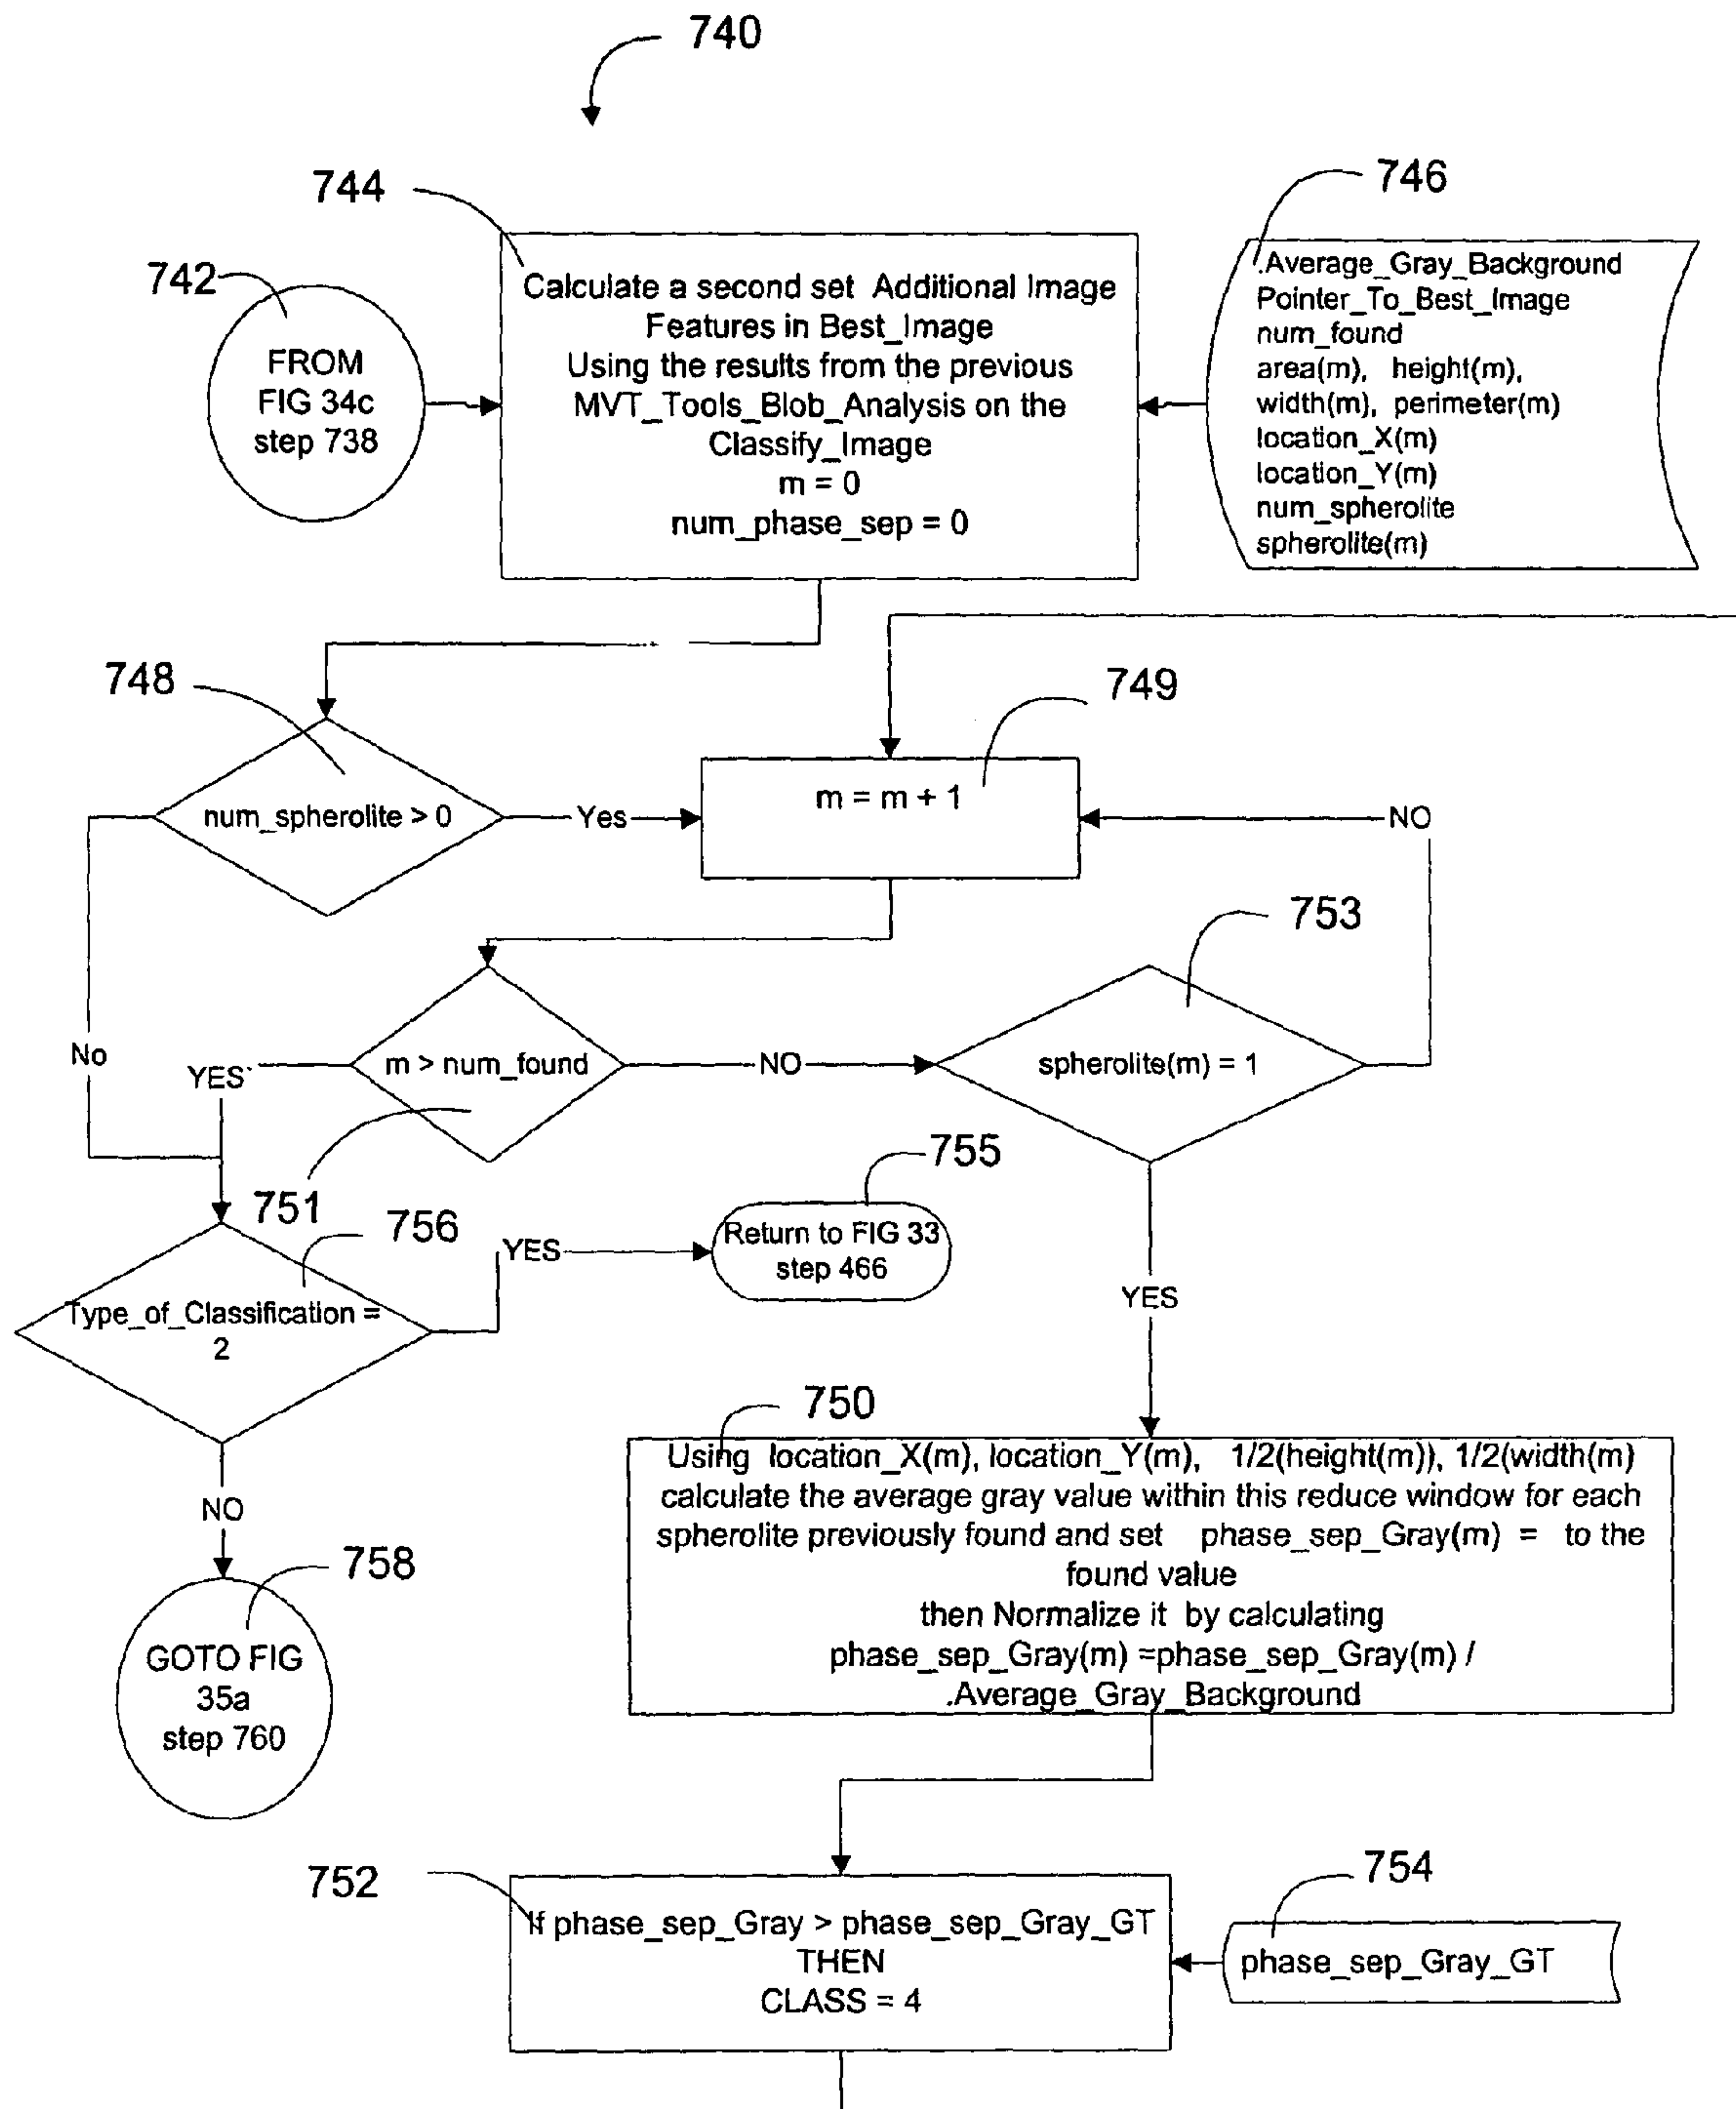 740
744
746
742
FROM
FIG 34c
step 738
Calculate a second set Additional Image
Features in Best_Image
Using the results from the previous
MVT_Tools_Blob_Analysis on the
Classify_Image
m = 0
num_phase_sep = 0
.Average_Gray_Background
Pointer_To_Best_Image
num_found
area(m), height(m),
width(m), perimeter(m)
location_X(m)
location_Y(m)
num_spherolite
spherolite(m)
748
749
num_spherolite > 0
Yes
m = m + 1
NO
753
No
YES
m > num_found
NO
spherolite(m) = 1
755
751
756
YES
Return to FIG 33
step 466
Type_of_Classification =
2
YES
NO
750
Using location_X(m), location_Y(m), 1/2(height(m)), 1/2(width(m)
calculate the average gray value within this reduce window for each
spherolite previously found and set phase_sep_Gray(m) = to the
found value
then Normalize it by calculating
phase_sep_Gray(m) =phase_sep_Gray(m) /
.Average_Gray_Background
758
GOTO FIG
35a
step 760
752
754
If phase_sep_Gray > phase_sep_Gray_GT
THEN
CLASS = 4
phase_sep_Gray_GT